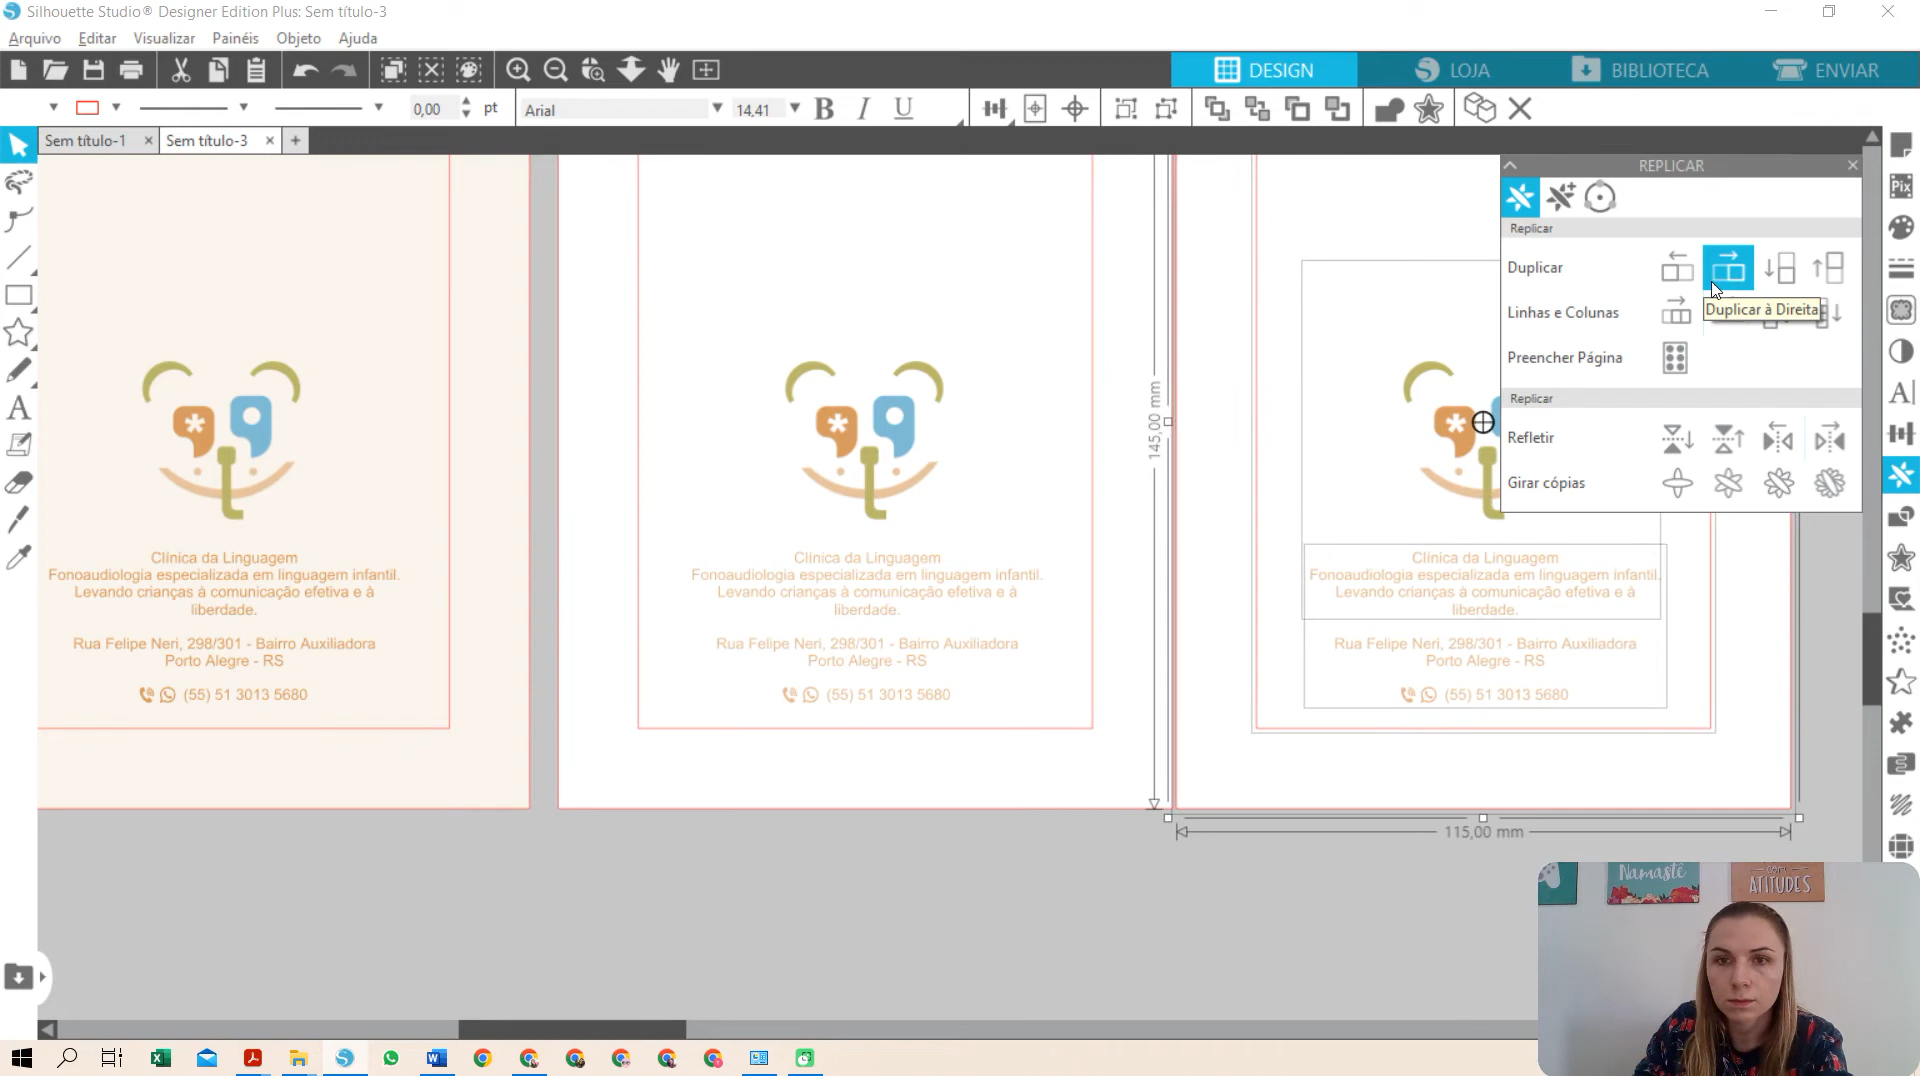 Silhouette Studio® Designer Edition Plus: Sem título-3
Arquivo Editar Visualizar Painéis Objeto Ajuda
DESIGN LOJA BIBLIOTECA ENVIAR
0,00 pt Arial 14,41 B I U
Sem título-1 Sem título-3
REPLICAR
Replicar
Duplicar
Duplicar à Direita
Linhas e Colunas
Preencher Página
Replicar
Refletir
Girar cópias
145,00 mm
Clínica da Linguagem
Fonoaudiologia especializada em linguagem infantil.
Levando crianças à comunicação efetiva e à
liberdade.
Rua Felipe Neri, 298/301 - Bairro Auxiliadora
Porto Alegre - RS
(55) 51 3013 5680
Clínica da Linguagem
Fonoaudiologia especializada em linguagem infantil.
Levando crianças à comunicação efetiva e à
liberdade.
Rua Felipe Neri, 298/301 - Bairro Auxiliadora
Porto Alegre - RS
(55) 51 3013 5680
Clínica da Linguagem
Fonoaudiologia especializada em linguagem infantil.
Levando crianças à comunicação efetiva e à
liberdade.
Rua Felipe Neri, 298/301 - Bairro Auxiliadora
Porto Alegre - RS
(55) 51 3013 5680
115,00 mm
Namastê
com
ATITUDES